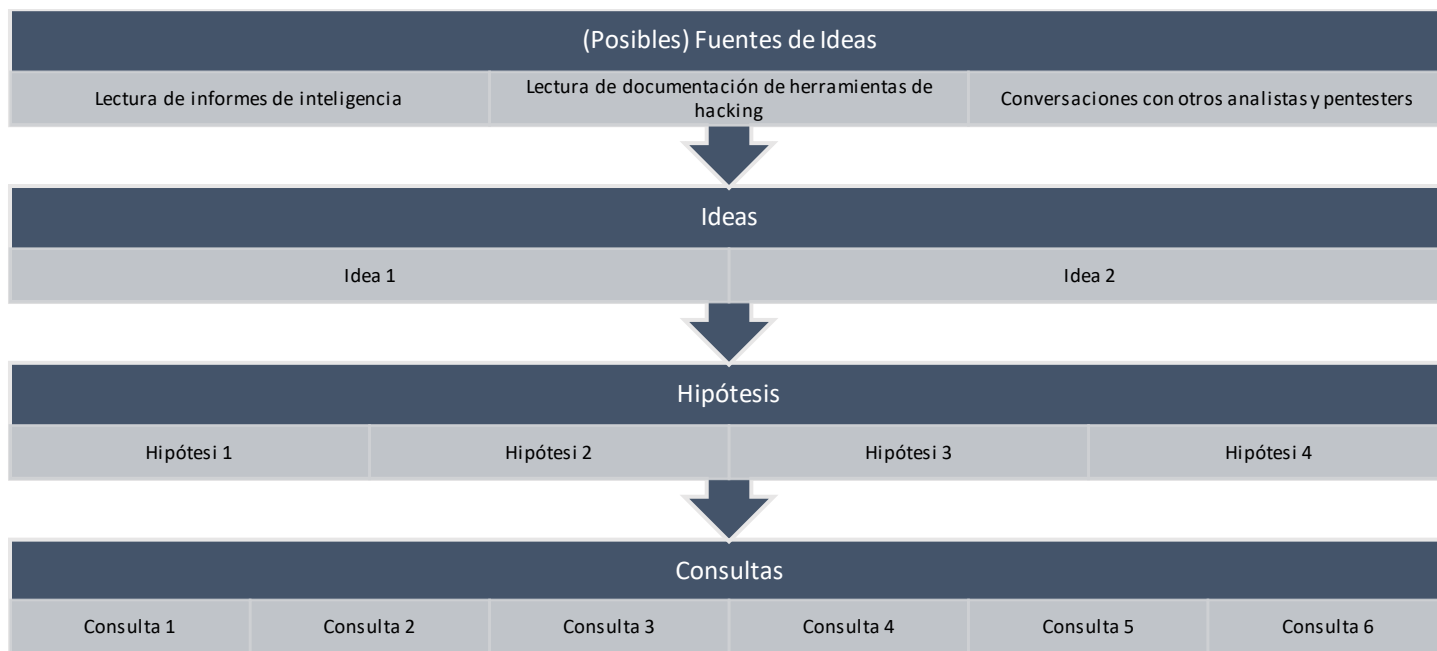 (Posibles) Fuentes de Ideas
Lectura de informes de inteligencia
Lectura de documentación de herramientas de
hacking
Conversaciones con otros analistas y pentesters
Ideas
Idea 1
Idea 2
Hipótesis
Hipótesi 1
Hipótesi 2
Hipótesi 3
Hipótesi 4
Consultas
Consulta 1
Consulta 2
Consulta 3
Consulta 4
Consulta 5
Consulta 6